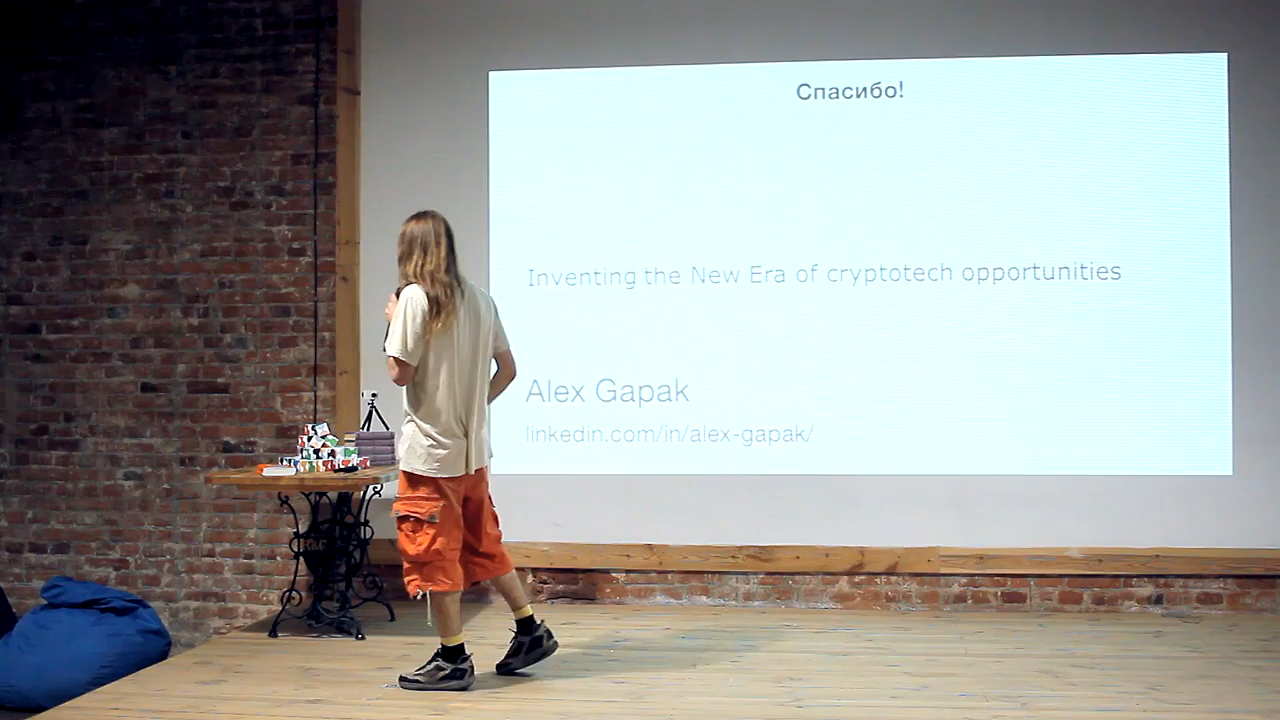 Спасибо!
Inventing the New Era of cryptotech opportunities
Alex Gapak
linkedin.com/in/alex-gapak/